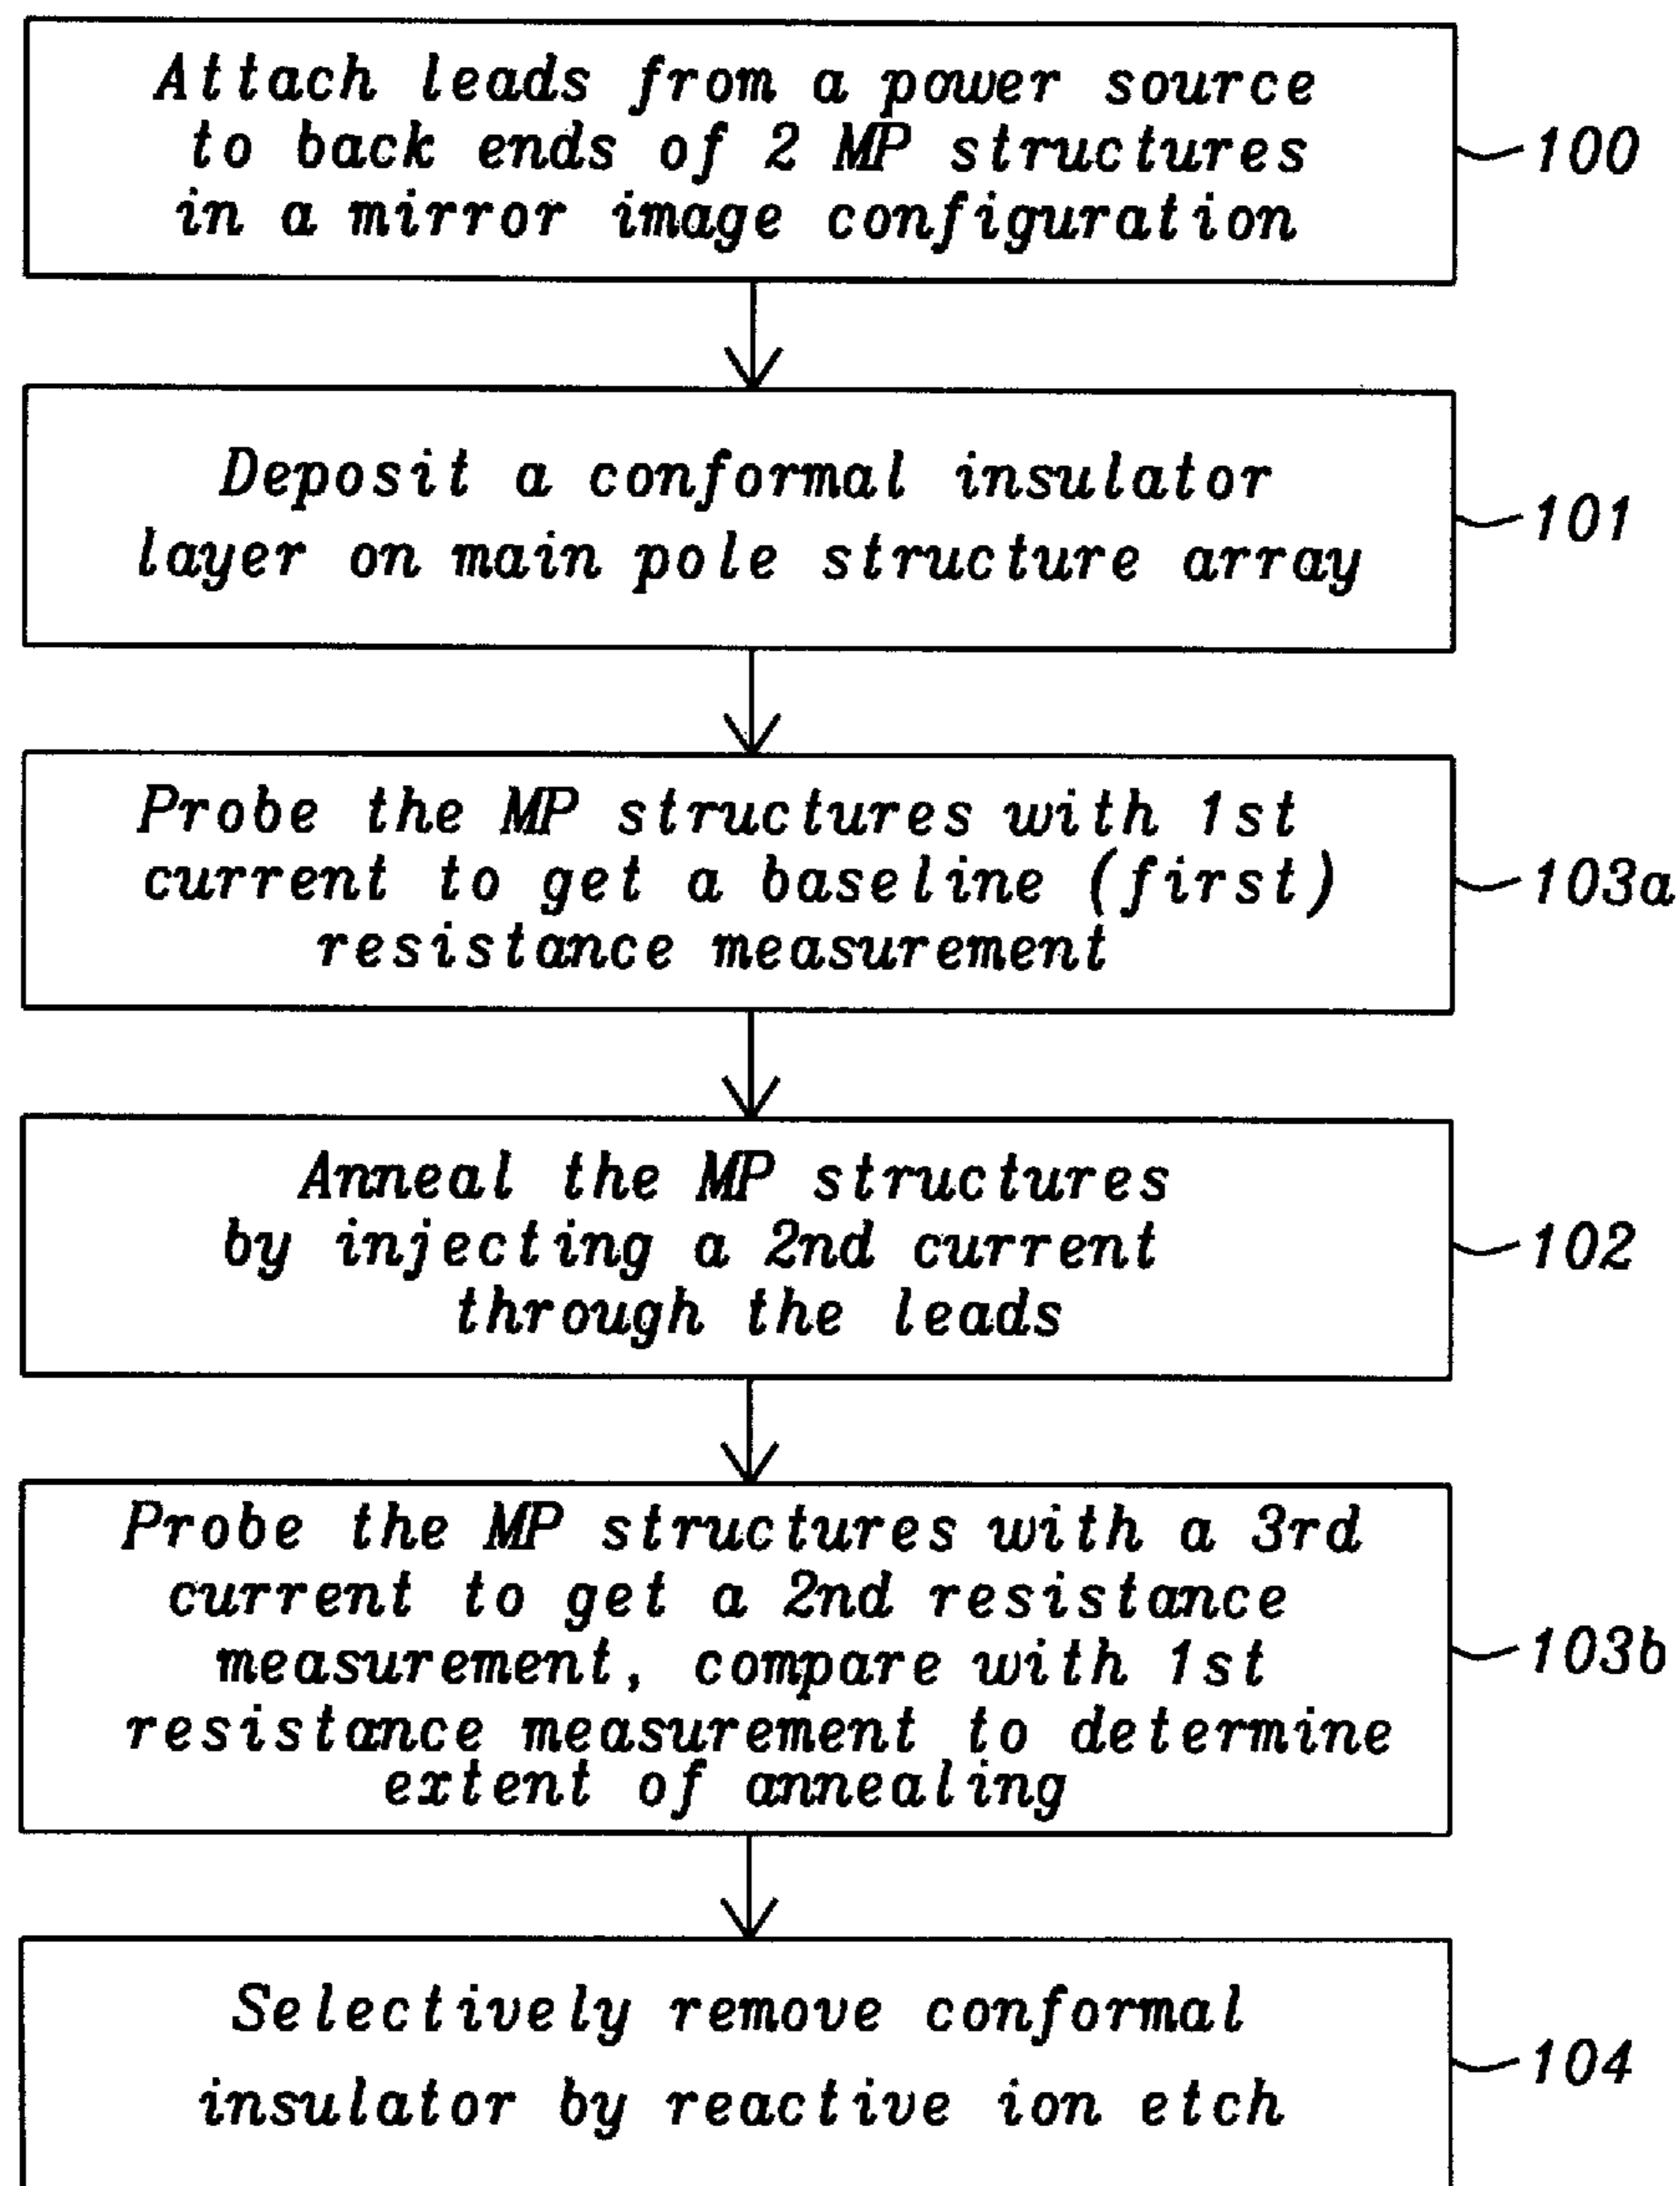 Attach leads from a power source
to back ends of 2 MP structures
in a mirror image configuration
100
Deposit a conformal insulator
layer on main pole structure array
101
Probe the MP structures with 1st
current to get a baseline (first)
resistance measurement
103a
Anneal the MP structures
by injecting a 2nd current
through the leads
102
Probe the MP structures with a 3rd
current to get a 2nd resistance
measurement, compare with 1st
resistance measurement to determine
extent of annealing
103b
Selectively remove conformal
insulator by reactive ion etch
104